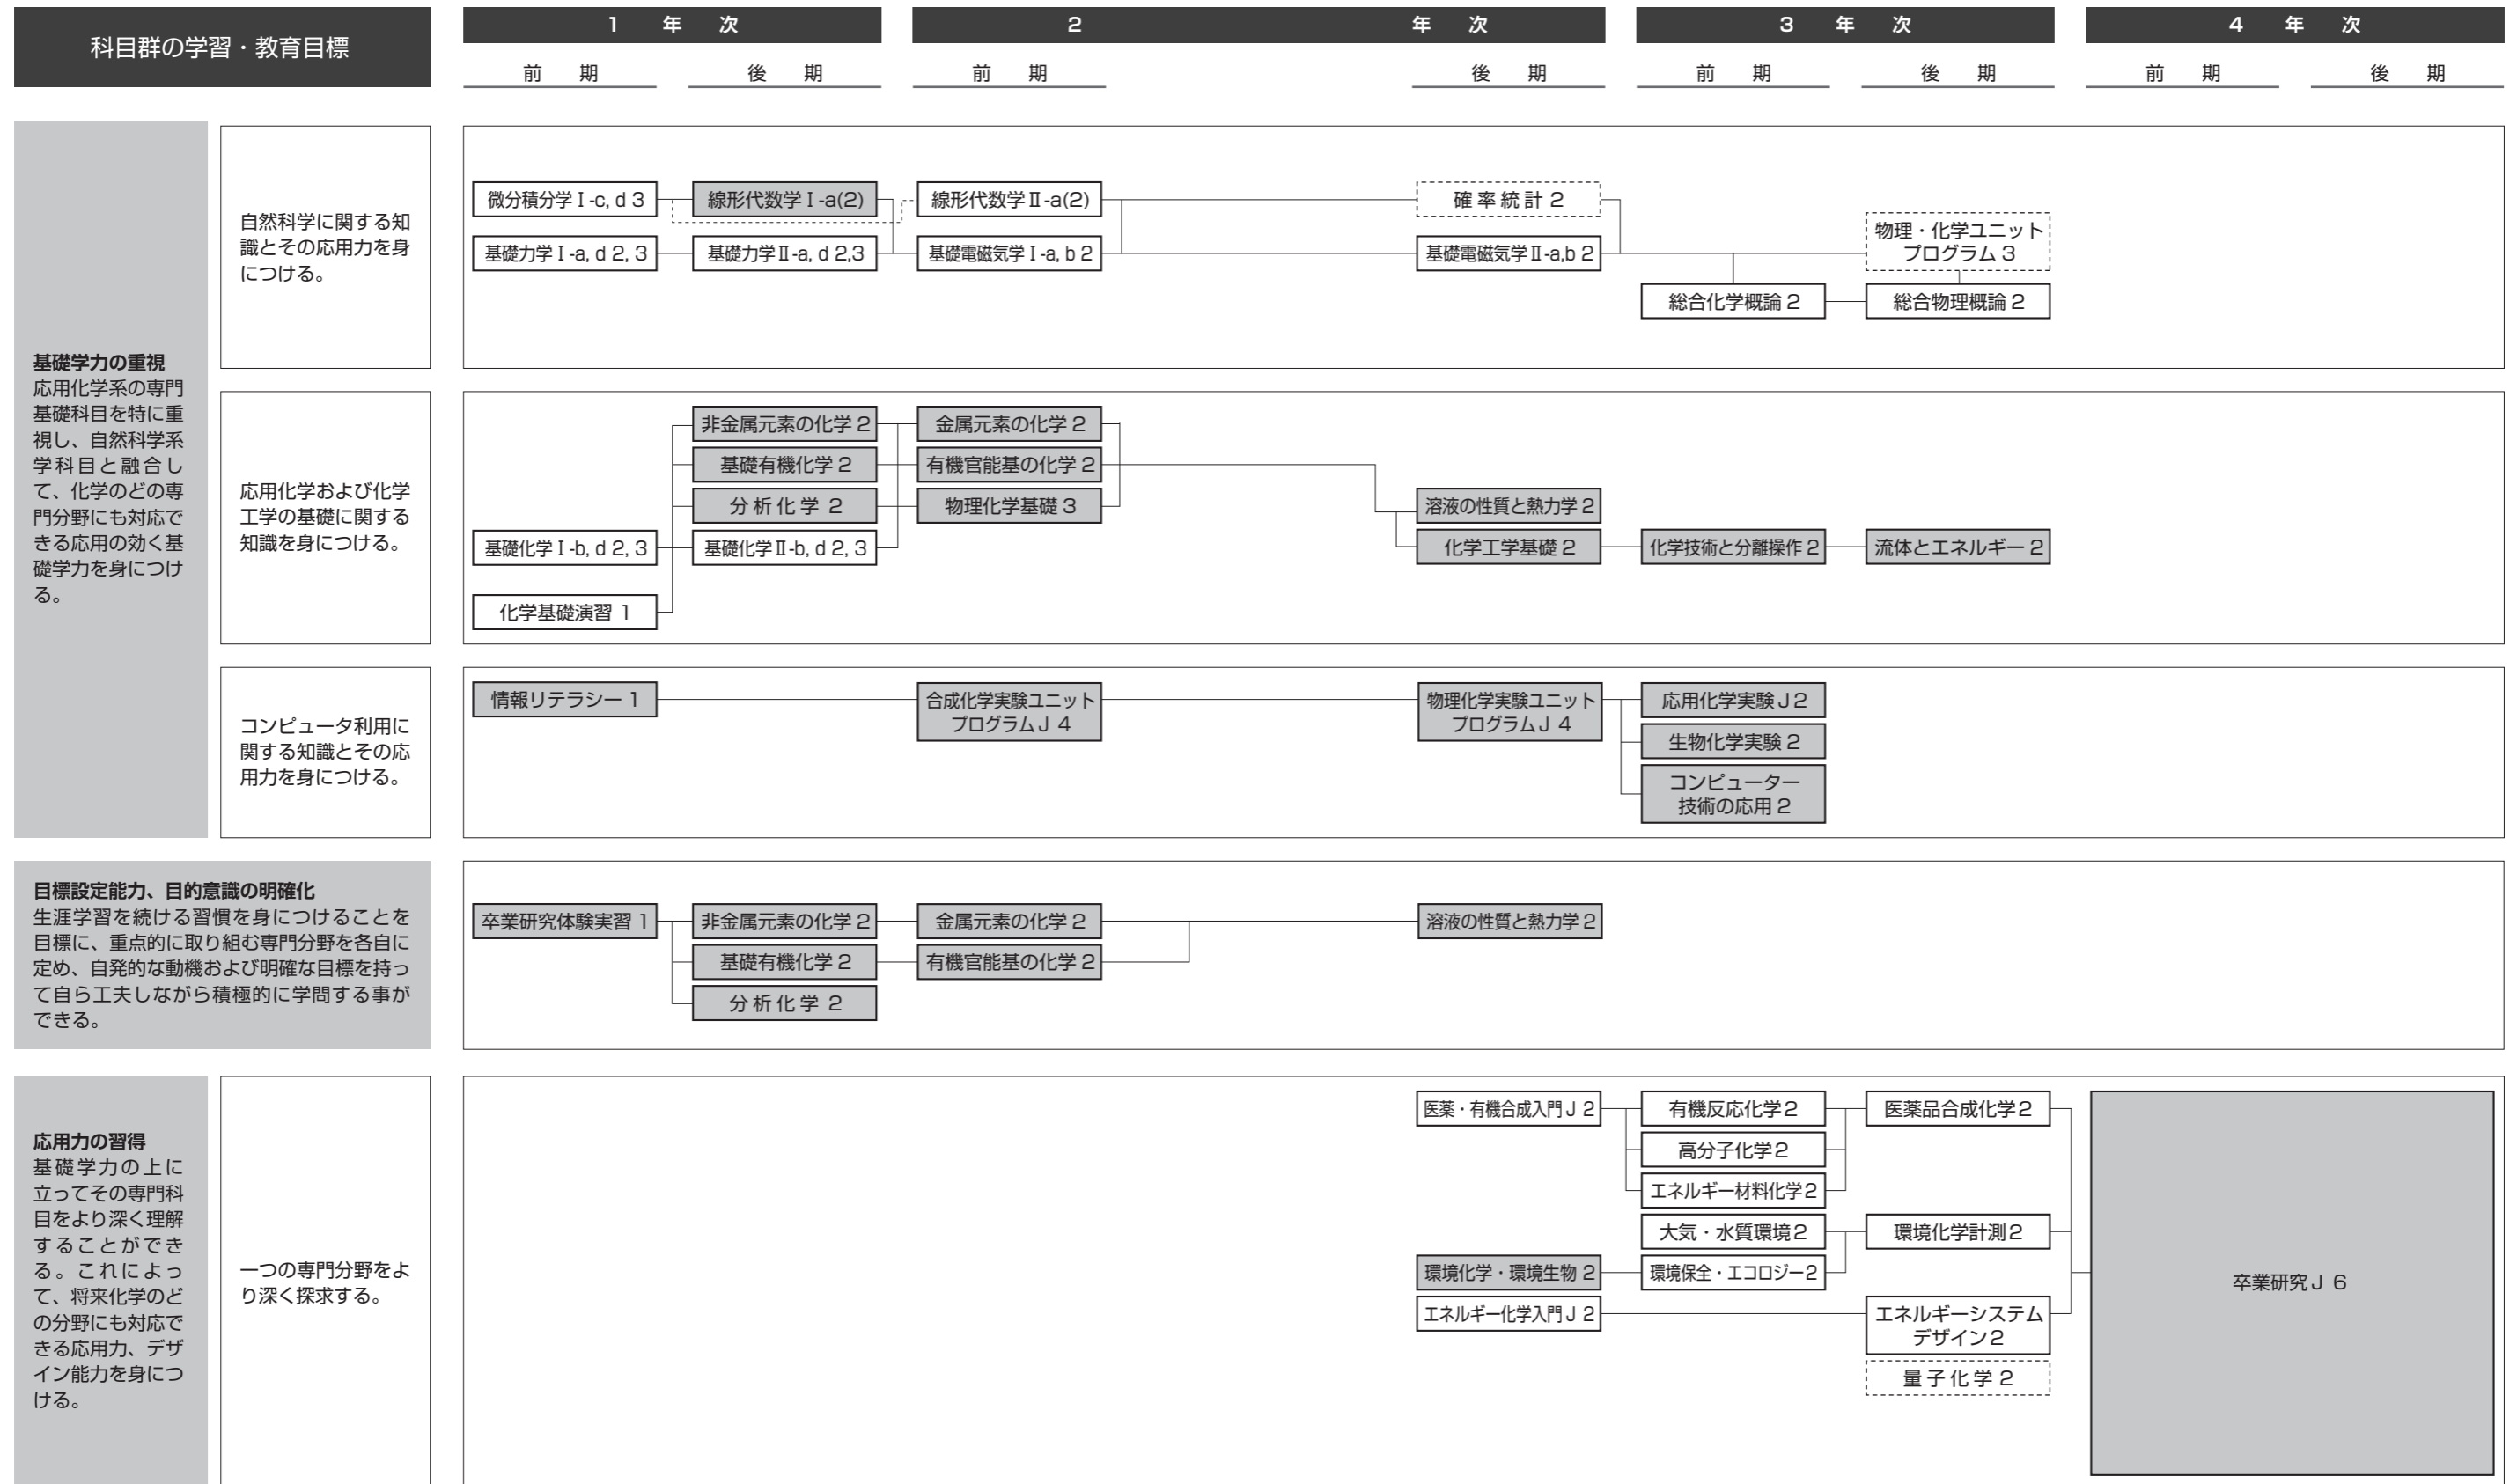 科目群の学習・教育目標
1 年 次
2 年 次
3 年 次
4 年 次
前 期
後 期
前 期
後 期
前 期
後 期
前 期
後 期
基礎学力の重視
応用化学系の専門
基礎科目を特に重
視し、自然科学系
学科目と融合し
て、化学のどの専
門分野にも対応で
きる応用の効く基
礎学力を身につけ
る。
自然科学に関する知
識とその応用力を身
につける。
微分積分学Ⅰ-c, d 3
線形代数学Ⅰ-a(2)
線形代数学Ⅱ-a(2)
確率統計 2
基礎力学Ⅰ-a, d 2, 3
基礎力学Ⅱ-a, d 2,3
基礎電磁気学Ⅰ-a, b 2
基礎電磁気学Ⅱ-a,b 2
物理・化学ユニット
プログラム 3
総合化学概論 2
総合物理概論 2
応用化学および化学
工学の基礎に関する
知識を身につける。
非金属元素の化学 2
金属元素の化学 2
基礎有機化学 2
有機官能基の化学 2
分析化学 2
物理化学基礎 3
溶液の性質と熱力学 2
基礎化学Ⅰ-b, d 2, 3
基礎化学Ⅱ-b, d 2, 3
化学工学基礎 2
化学技術と分離操作 2
流体とエネルギー 2
化学基礎演習 1
コンピュータ利用に
関する知識とその応
用力を身につける。
情報リテラシー 1
合成化学実験ユニット
プログラムJ 4
物理化学実験ユニット
プログラムJ 4
応用化学実験J 2
生物化学実験 2
コンピューター
技術の応用 2
目標設定能力、目的意識の明確化
生涯学習を続ける習慣を身につけることを
目標に、重点的に取り組む専門分野を各自に
定め、自発的な動機および明確な目標を持っ
て自ら工夫しながら積極的に学問する事が
できる。
卒業研究体験実習 1
非金属元素の化学 2
金属元素の化学 2
溶液の性質と熱力学 2
基礎有機化学 2
有機官能基の化学 2
分析化学 2
応用力の習得
基礎学力の上に
立ってその専門科
目をより深く理解
することができ
る。これによっ
て、将来化学のど
の分野にも対応で
きる応用力、デザ
イン能力を身につ
ける。
一つの専門分野をよ
り深く探求する。
医薬・有機合成入門J 2
有機反応化学2
医薬品合成化学2
高分子化学2
エネルギー材料化学2
大気・水質環境2
環境化学計測2
環境化学・環境生物 2
環境保全・エコロジー2
エネルギー化学入門J 2
エネルギーシステム
デザイン2
量子化学 2
卒業研究J 6